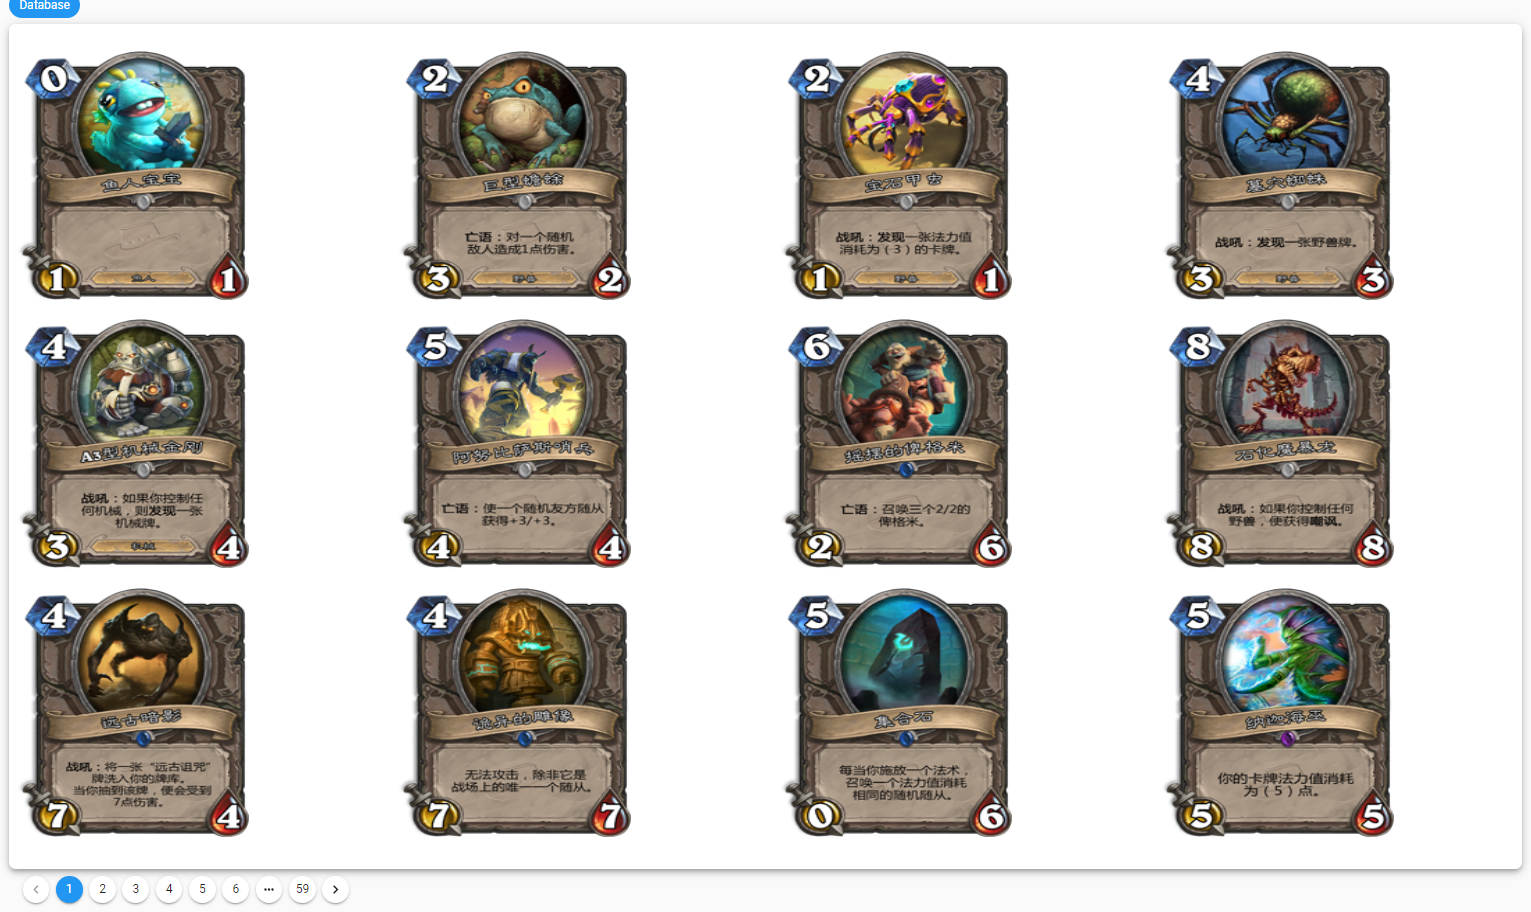 Database
0
鱼人宝宝
1
鱼人
1
2
巨型蟾蜍
亡语：对一个随机
敌人造成1点伤害。
3
野兽
2
2
宝石甲虫
战吼：发现一张法力值
消耗为（3）的卡牌。
1
野兽
1
4
墓穴蜘蛛
战吼：发现一张野兽牌。
3
野兽
3
4
A3型机械金刚
战吼：如果你控制任
何机械，则发现一张
机械牌。
3
机械
4
5
阿努比萨斯哨兵
亡语：使一个随机友方随从
获得+3/+3。
4
4
6
摇摆的俾格米
亡语：召唤三个2/2的
俾格米。
2
6
8
石化魔暴龙
战吼：如果你控制任何
野兽，便获得嘲讽。
8
8
4
远古暗影
战吼：将一张“远古诅咒”
牌洗入你的牌库。
当你抽到该牌，便会受到
7点伤害。
7
4
4
诡异的雕像
无法攻击，除非它是
战场上的唯一一个随从。
7
7
5
集合石
每当你施放一个法术，
召唤一个法力值消耗
相同的随机随从。
0
6
5
纳迦海巫
你的卡牌法力值消耗
为（5）点。
5
5
‹ 1 2 3 4 5 6 ... 59 ›